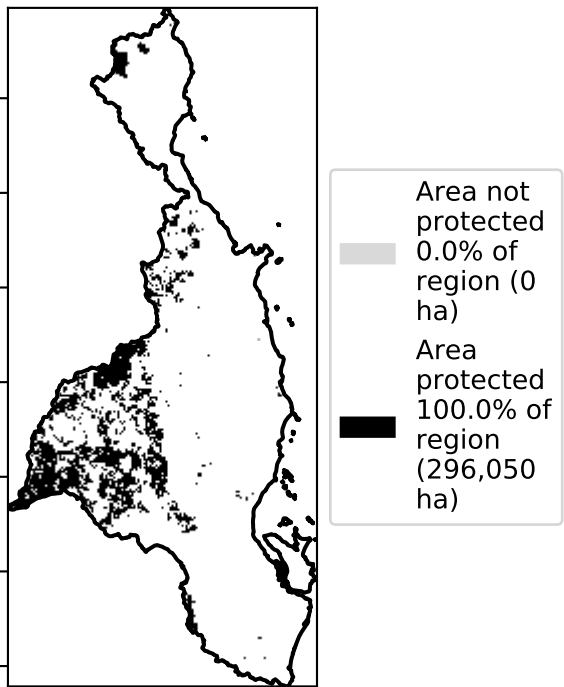 Area not
protected
0.0% of
region (0
ha)
Area
protected
100.0% of
region
(296,050
ha)